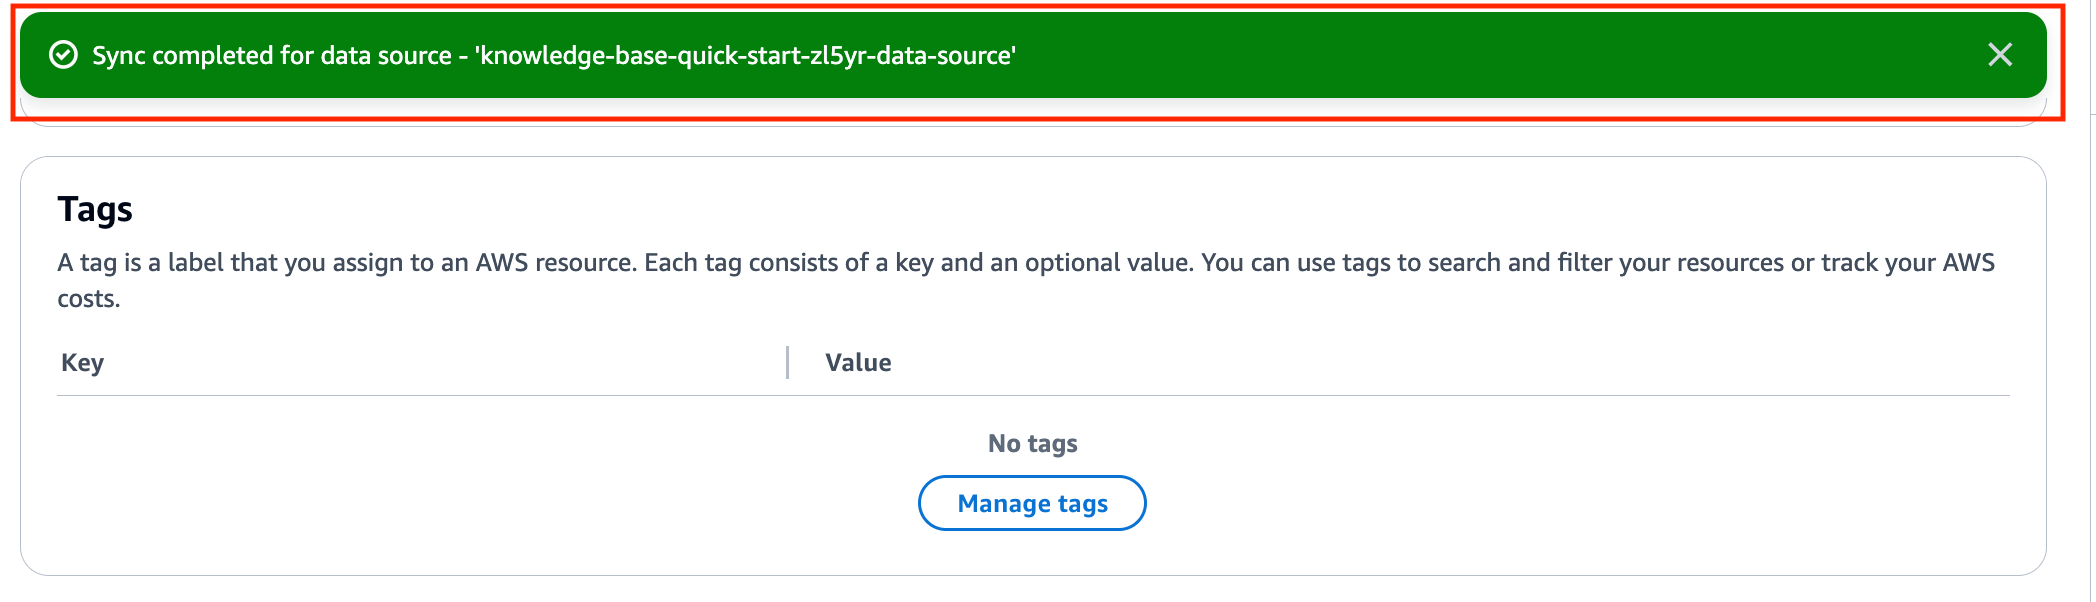 Sync completed for data source - 'knowledge-base-quick-start-zl5yr-data-source'
Tags
A tag is a label that you assign to an AWS resource. Each tag consists of a key and an optional value. You can use tags to search and filter your resources or track your AWS
costs.
Key
Value
No tags
Manage tags